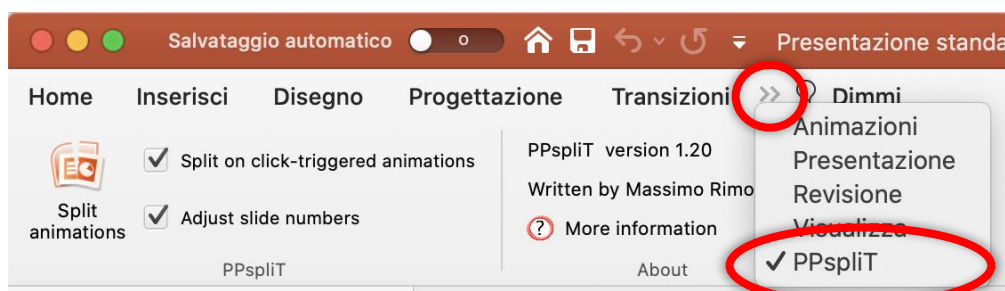 Salvataggio automatico O Presentazione standa
Home Inserisci Disegno Progettazione Transizioni >> Dimmi
Split animations
Split on click-triggered animations
Adjust slide numbers
PPspliT
PPspliT version 1.20
Written by Massimo Rimo
? More information
About
Animazioni
Presentazione
Revisione
Visualizza
✓ PPspliT